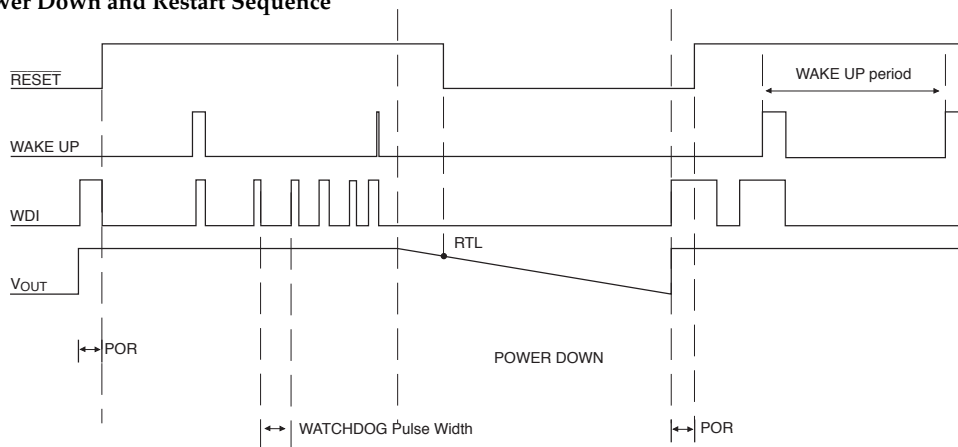 wer Down and Restart Sequence
RESET
WAKE UP period
WAKE UP
WDI
RTL
VOUT
POR
POWER DOWN
WATCHDOG Pulse Width
POR